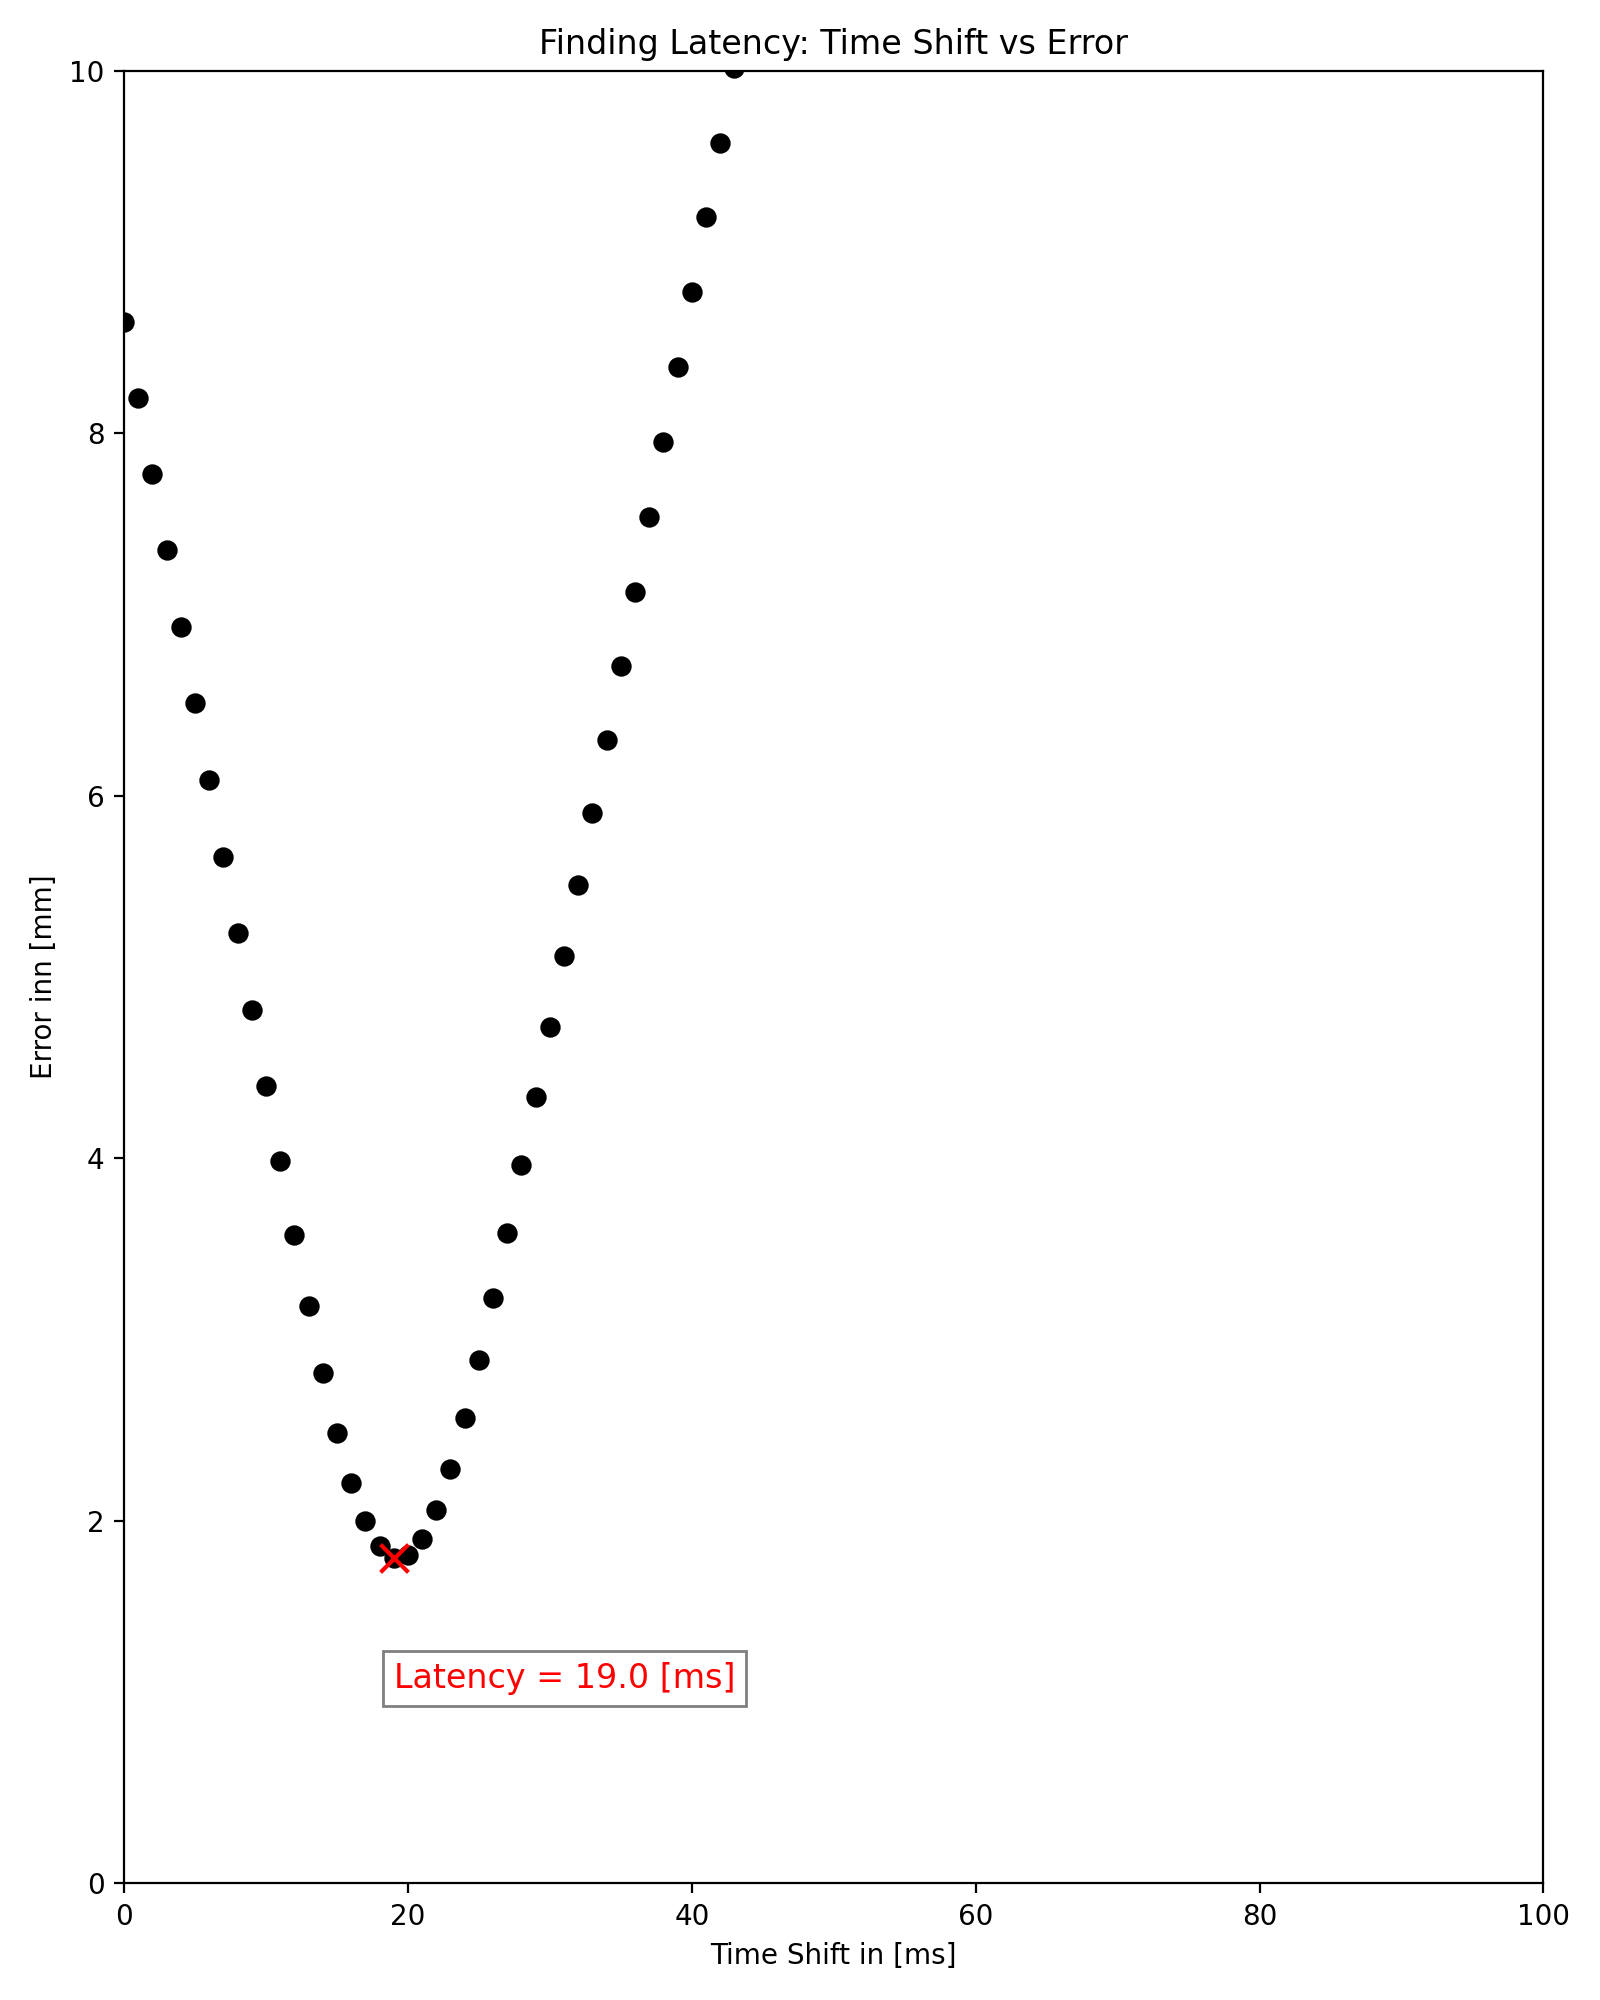 Finding Latency: Time Shift vs Error
10
8
6
4
2
0
Error inn [mm]
Latency = 19.0 [ms]
0 20 40 60 80 100
Time Shift in [ms]